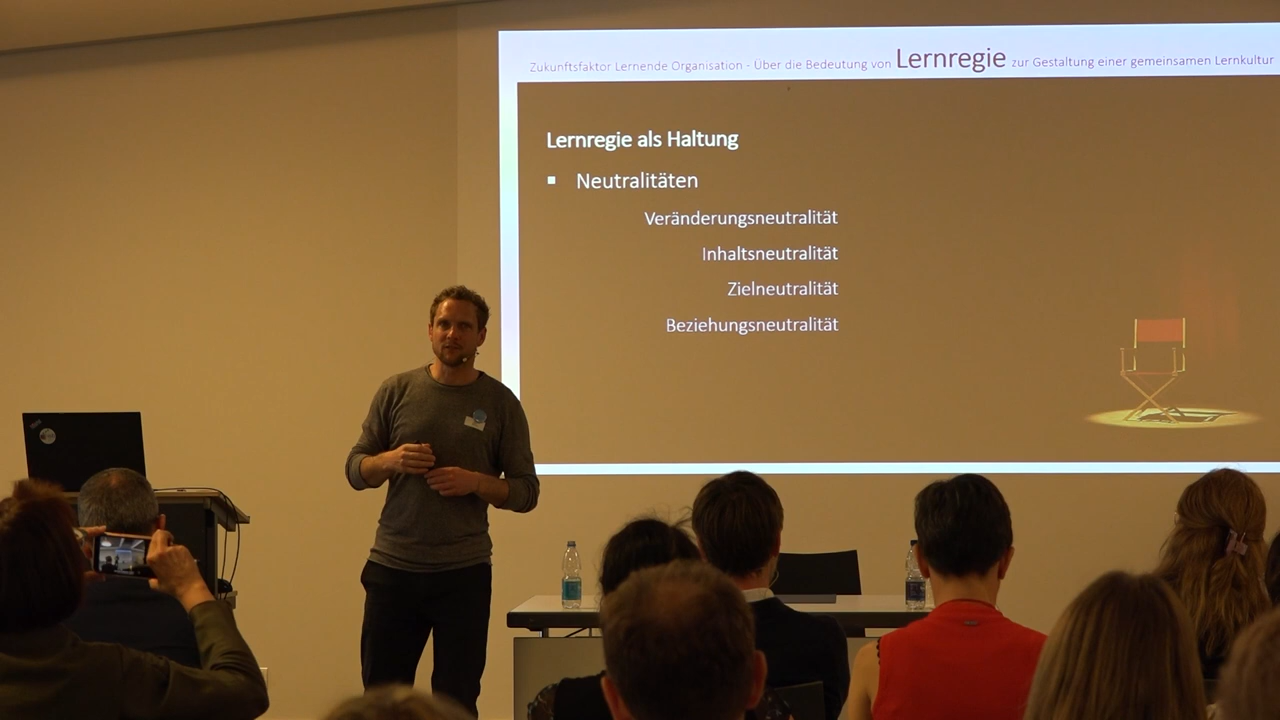 Zukunftsfaktor Lernende Organisation - Über die Bedeutung von Lernregie zur Gestaltung einer gemeinsamen Lernkultur
Lernregie als Haltung
▪ Neutralitäten
Veränderungsneutralität
Inhaltsneutralität
Zielneutralität
Beziehungsneutralität